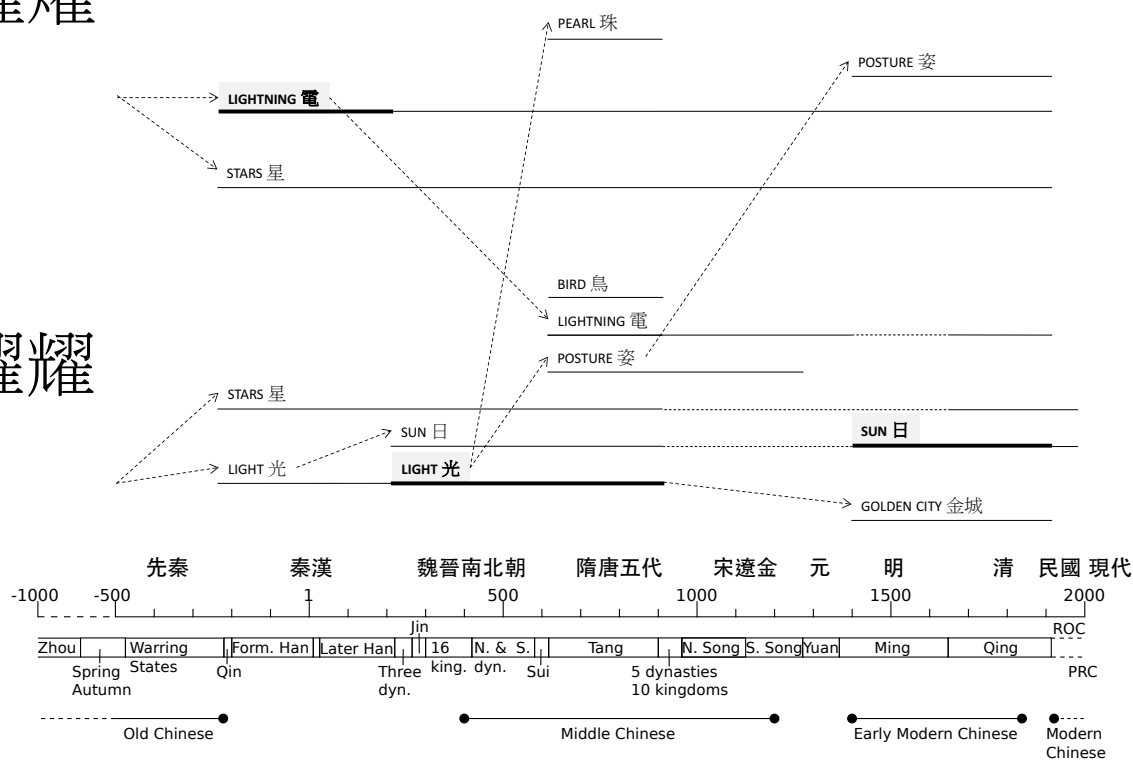 耀
PEARL 珠
POSTURE 姿
LIGHTNING 電
STARS 星
BIRD 鳥
LIGHTNING 電
耀
POSTURE 姿
STARS 星
SUN 日
SUN 日
LIGHT 光
LIGHT 光
GOLDEN CITY 金城
先秦 秦漢 魏晉南北朝 隋唐五代 宋遼金 元 明 清 民國 現代
-1000 -500 1 500 1000 1500 2000
Jin ROC
Zhou Warring Form. Han Later Han 16 N. & S. Tang N. Song S. Song Yuan Ming Qing
Spring States Qin Three king. dyn. Sui 5 dynasties PRC
Autumn dyn. 10 kingdoms
Old Chinese Middle Chinese Early Modern Chinese Modern
Chinese